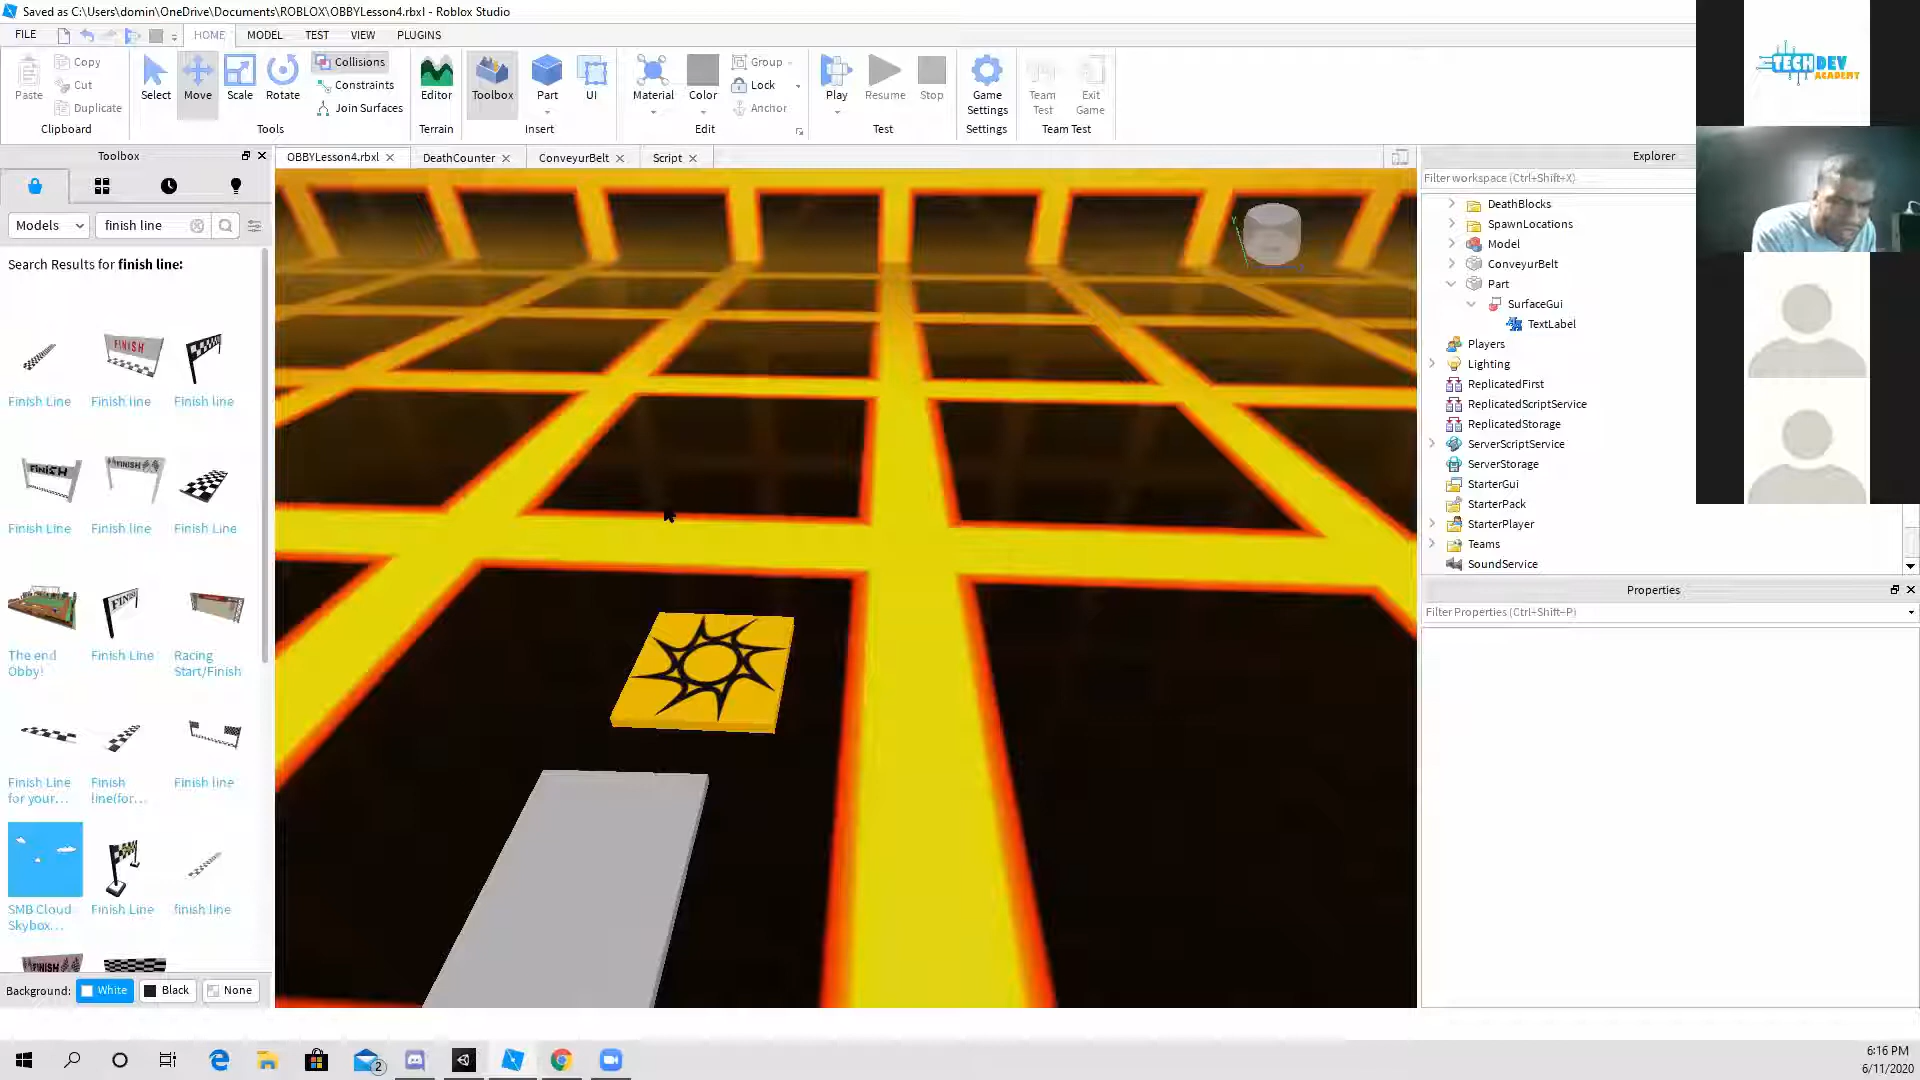 Saved as C:\Users\domin\OneDrive\Documents\ROBLOX\OBBYLesson4.rbxl - Roblox Studio
FILE HOME MODEL TEST VIEW PLUGINS
Paste Copy Cut Duplicate
Clipboard
Select Move Scale Rotate
Collisions
Constraints
Join Surfaces
Tools
Editor
Terrain
Toolbox Part UI
Insert
Material Color
Group
Lock
Anchor
Edit
Play Resume Stop
Test
Game Settings
Settings
Team Test
Exit Game
Team Test
TECHDEV
ACADEMY
Toolbox
OBBYLesson4.rbxl DeathCounter ConveyurBelt Script
Explorer
Filter workspace (Ctrl+Shift+X)
Models finish line
Search Results for finish line:
Finish Line Finish line Finish line
Finish Line Finish line Finish Line
The end Obby! Finish Line Racing Start/Finish
Finish Line for your... Finish line(for... Finish line
SMB Cloud Skybox... Finish Line finish line
FINISH
FINISH
FINISH
FINISH
Background: White Black None
DeathBlocks
SpawnLocations
Model
ConveyurBelt
Part
SurfaceGui
TextLabel
Players
Lighting
ReplicatedFirst
ReplicatedScriptService
ReplicatedStorage
ServerScriptService
ServerStorage
StarterGui
StarterPack
StarterPlayer
Teams
SoundService
Properties
Filter Properties (Ctrl+Shift+P)
2
6:16 PM
6/11/2020